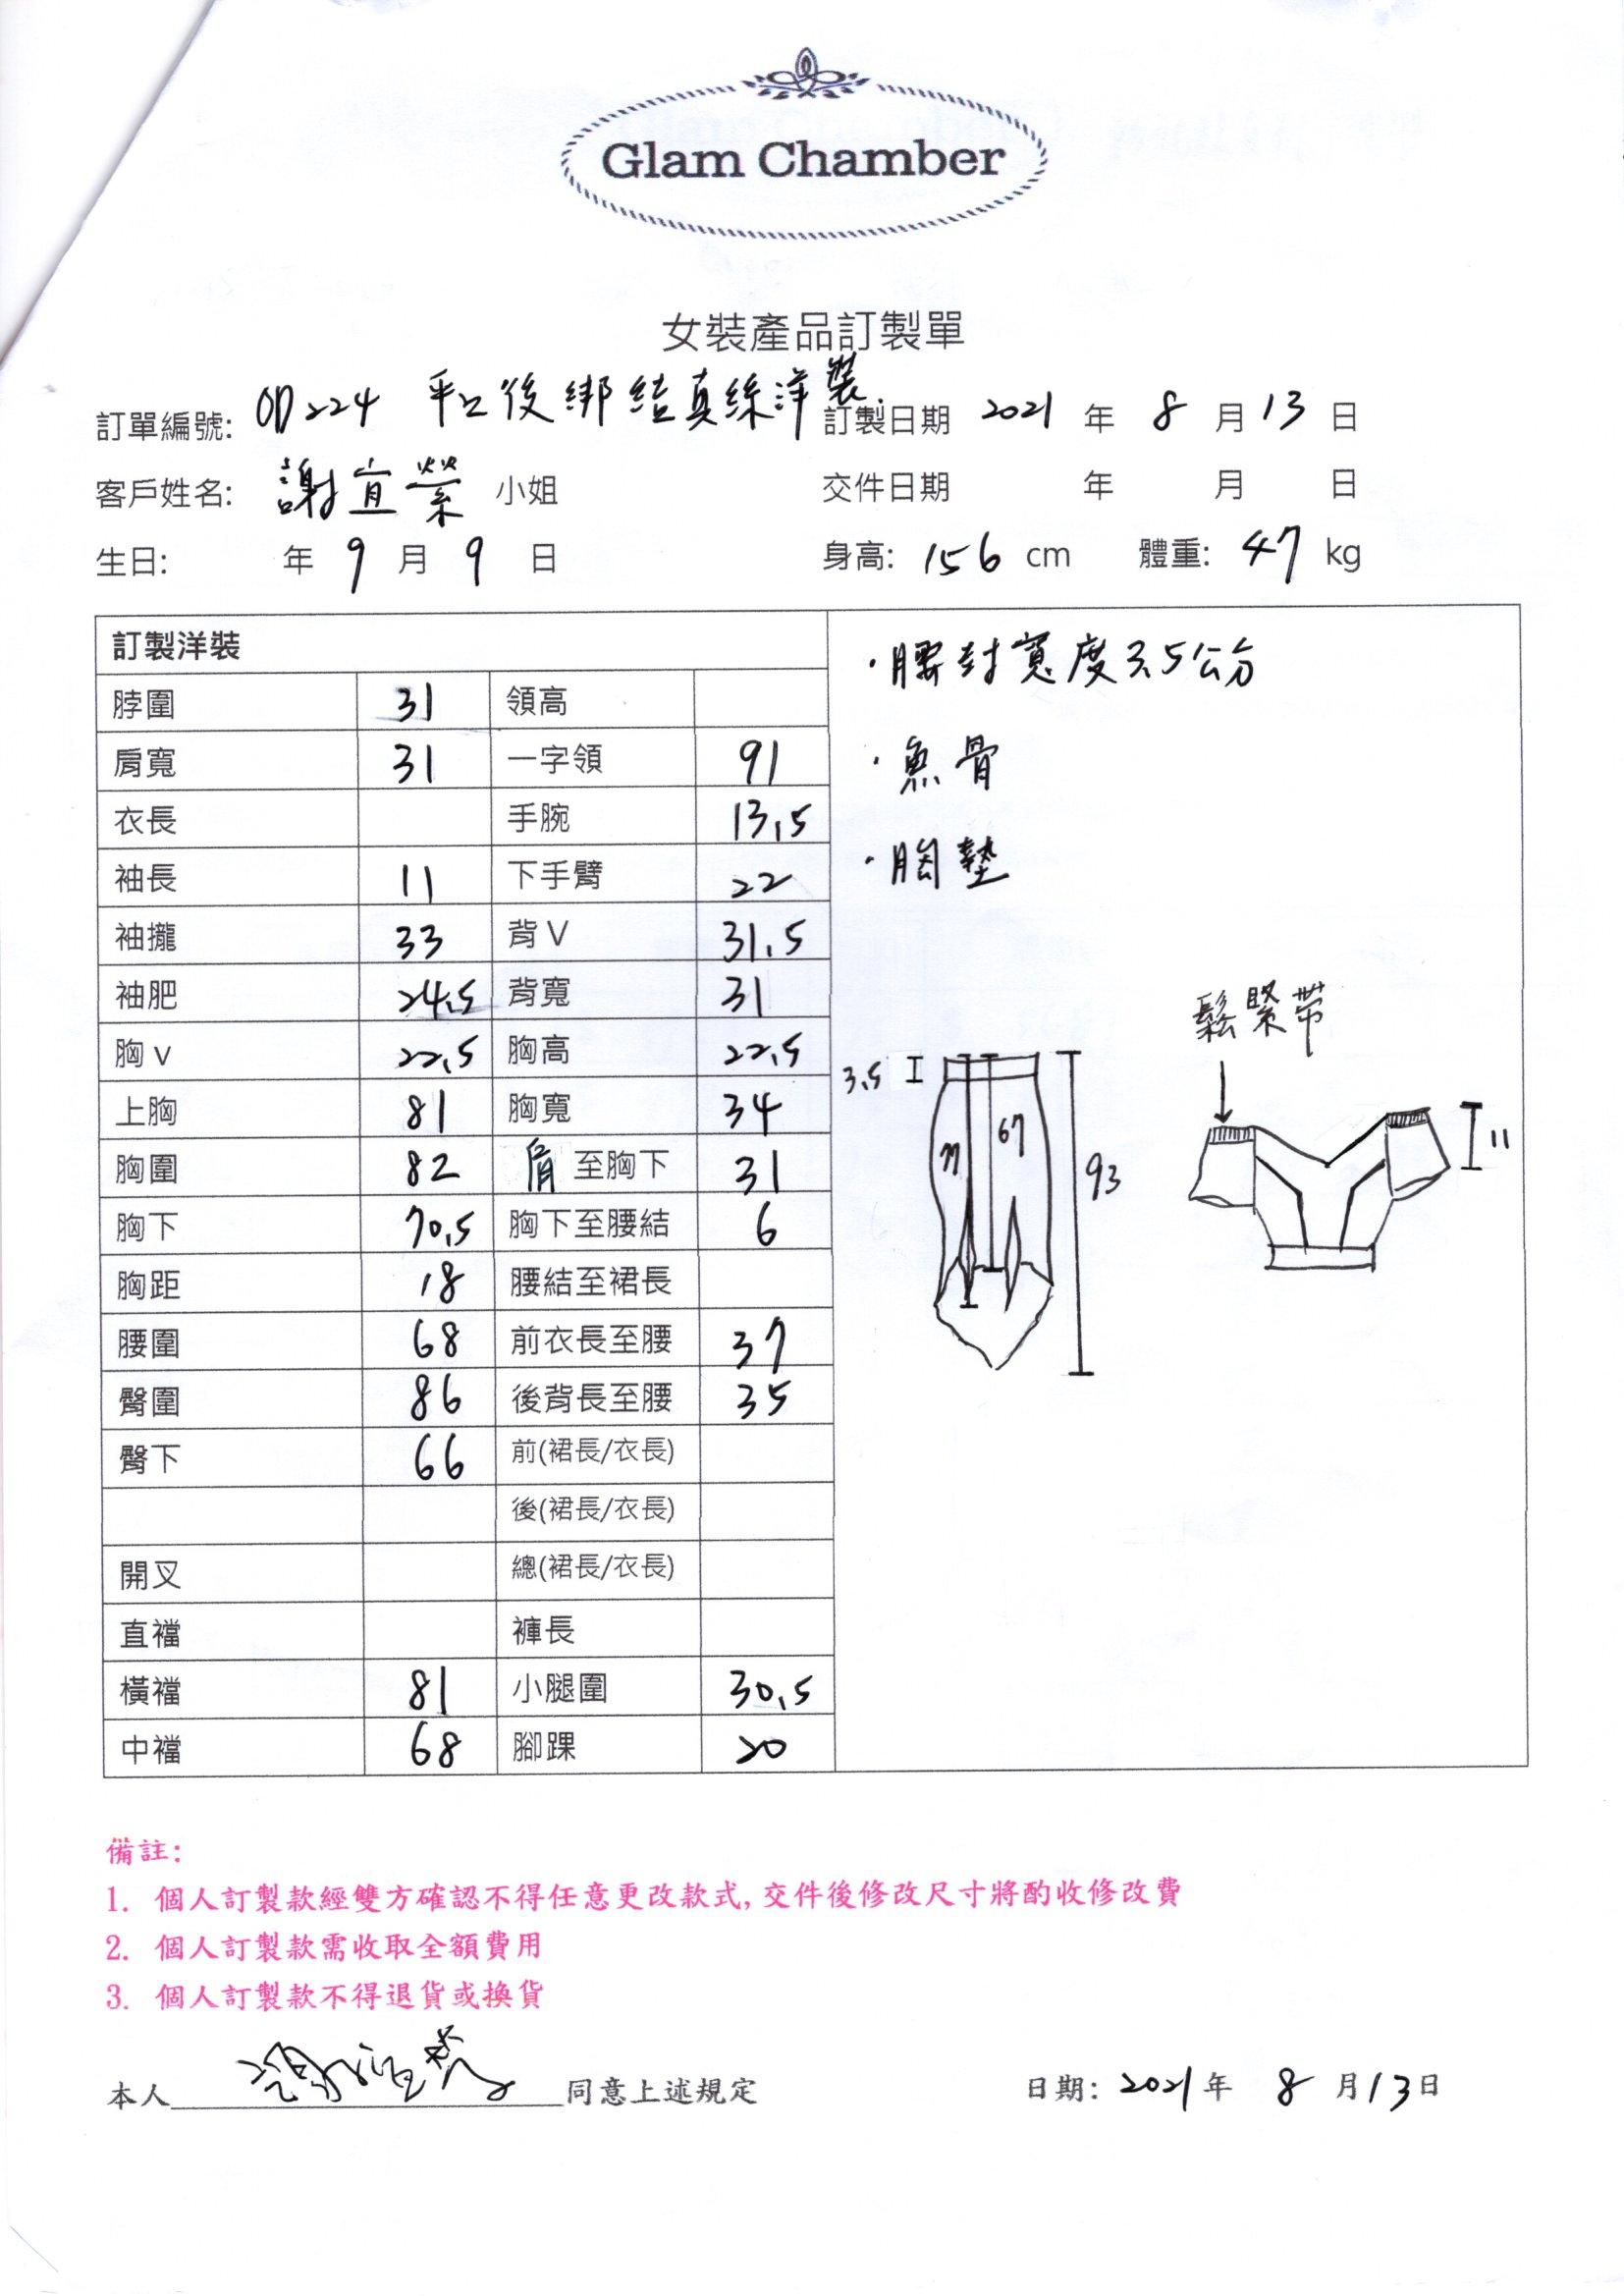 Glam Chamber
女裝產品訂製單
訂單編號: OD224 平口後綁結真絲洋裝 訂製日期 2021 年 8 月 13 日
客戶姓名: 謝宜縈 小姐 交件日期 年 月 日
生日: 年 9 月 9 日 身高: 156 cm 體重: 47 kg
訂製洋裝
脖圍 31 領高
肩寬 31 一字領 91
衣長 手腕 13.5
袖長 11 下手臂 22
袖攏 33 背 V 31.5
袖肥 24.5 背寬 31
胸 v 22.5 胸高 22.5
上胸 81 胸寬 34
胸圍 82 肩 至胸下 31
胸下 70.5 胸下至腰結 6
胸距 18 腰結至裙長
腰圍 68 前衣長至腰 37
臀圍 86 後背長至腰 35
臀下 66 前(裙長/衣長)
後(裙長/衣長)
開叉 總(裙長/衣長)
直襠 褲長
橫襠 81 小腿圍 30.5
中襠 68 腳踝 20
·腰封寬度3.5公分
·魚骨
·胸墊
鬆緊帶
3.5
77
67
93
11
備註:
1. 個人訂製款經雙方確認不得任意更改款式, 交件後修改尺寸將酌收修改費
2. 個人訂製款需收取全額費用
3. 個人訂製款不得退貨或換貨
本人 謝宜縈 同意上述規定 日期: 2021 年 8 月 13 日